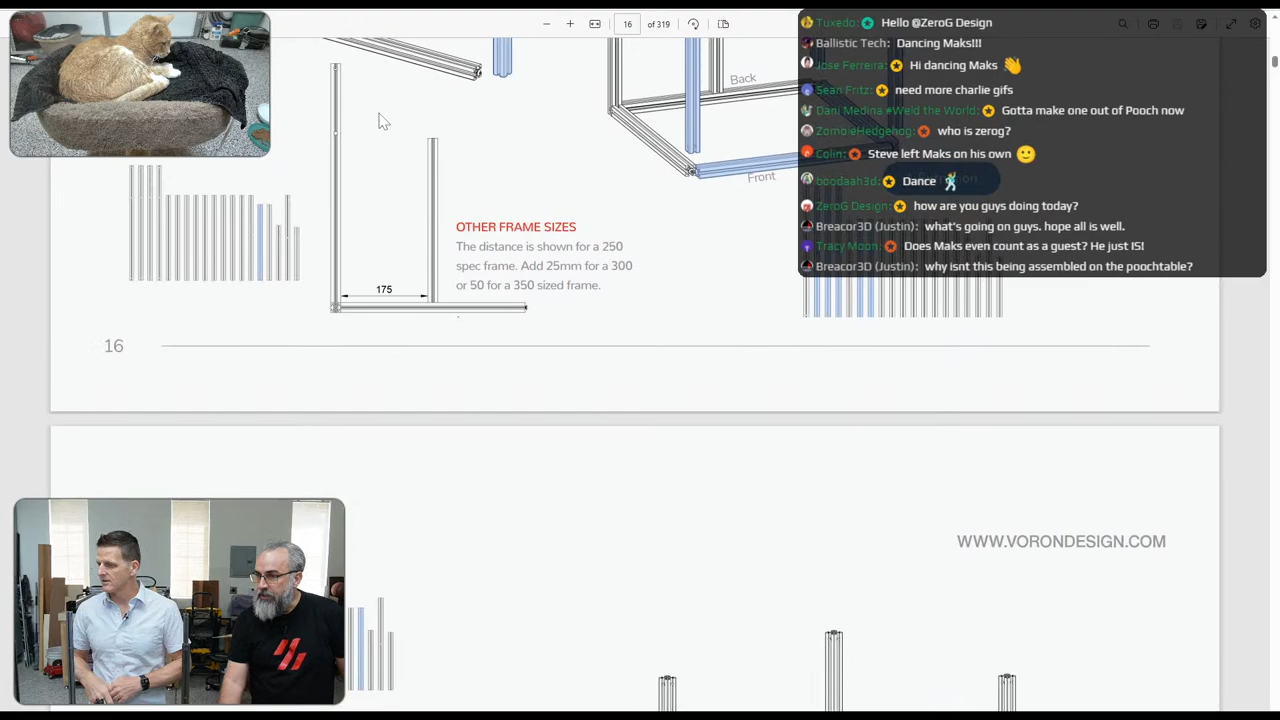 16
of 319
Back
Front
OTHER FRAME SIZES
The distance is shown for a 250
spec frame. Add 25mm for a 300
or 50 for a 350 sized frame.
175
16
WWW.VORONDESIGN.COM
Tuxedo: Hello @ZeroG Design
Ballistic Tech: Dancing Maks!!!
Jose Ferreira: Hi dancing Maks 👋
Sean Fritz: need more charlie gifs
Dani Medina #Weld the World: Gotta make one out of Pooch now
ZombieHedgehog: who is zerog?
Colin: Steve left Maks on his own 🙂
boodaah3d: Dance 🕺
ZeroG Design: how are you guys doing today?
Breacor3D (Justin): what's going on guys. hope all is well.
Tracy Moon: Does Maks even count as a guest? He just IS!
Breacor3D (Justin): why isnt this being assembled on the poochtable?